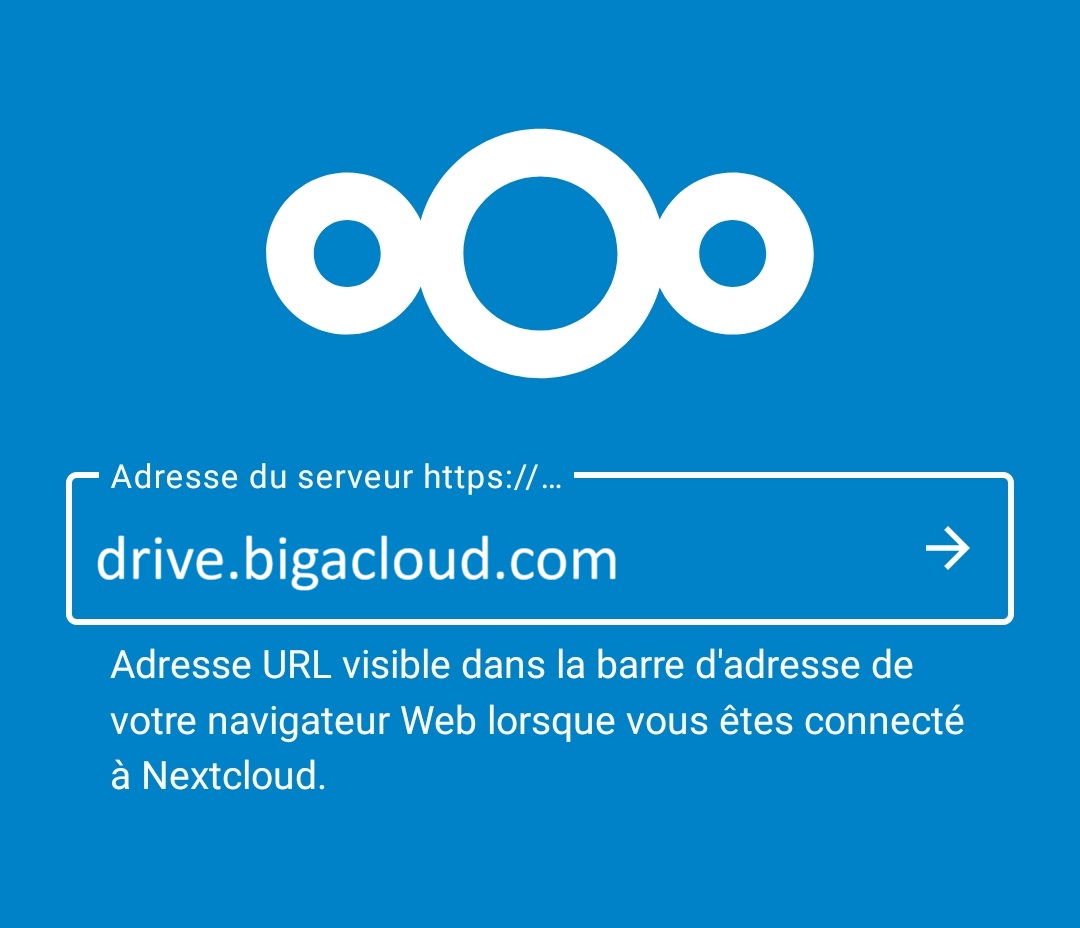 Adresse du serveur https://…
drive.bigacloud.com
Adresse URL visible dans la barre d'adresse de
votre navigateur Web lorsque vous êtes connecté
à Nextcloud.